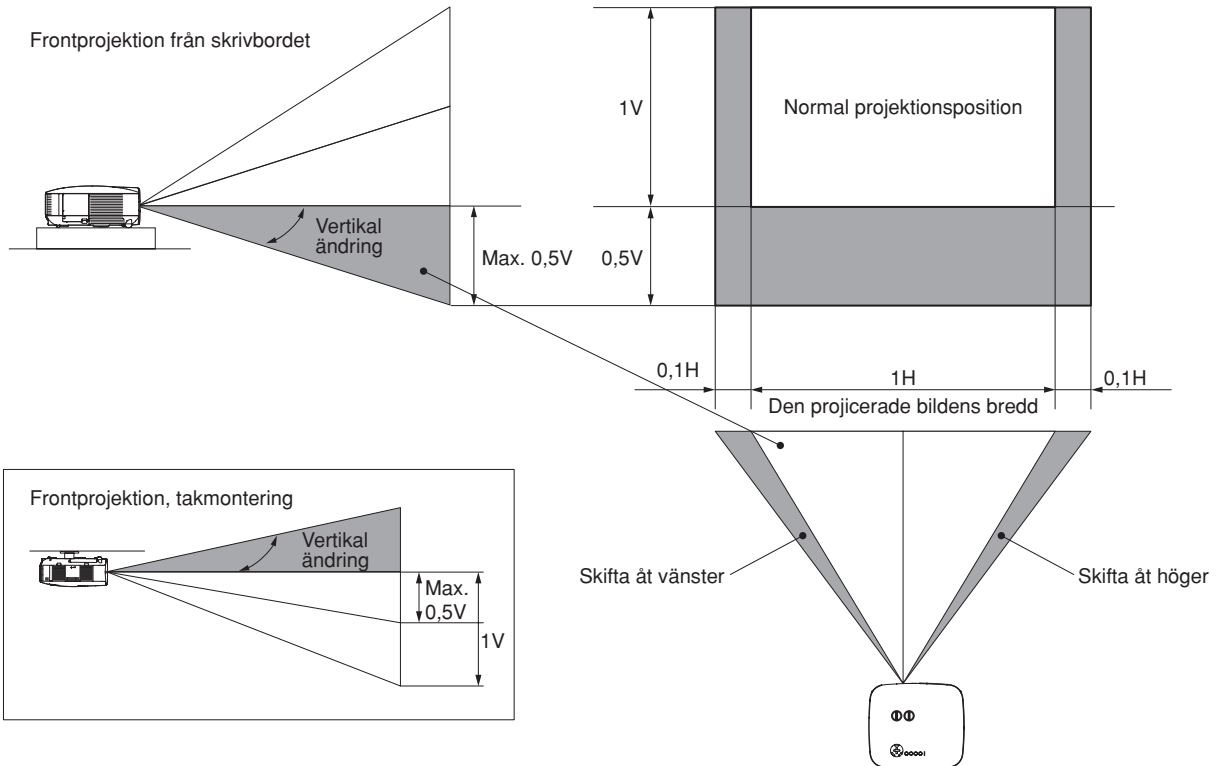 Frontprojektion från skrivbordet
Vertikal
ändring
Max. 0,5V
1V
0,5V
Normal projektionsposition
0,1H
1H
0,1H
Den projicerade bildens bredd
Frontprojektion, takmontering
Vertikal
ändring
Max.
0,5V
1V
Skifta åt vänster
Skifta åt höger